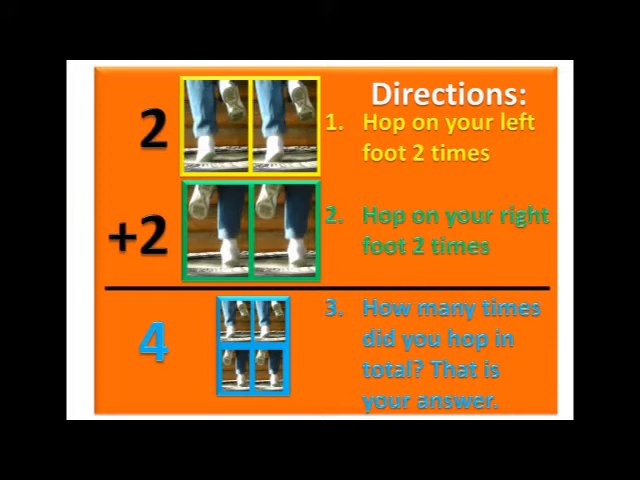 Directions:
2
1. Hop on your left
foot 2 times
+2
2. Hop on your right
foot 2 times
4
3. How many times
did you hop in
total? That is
your answer.